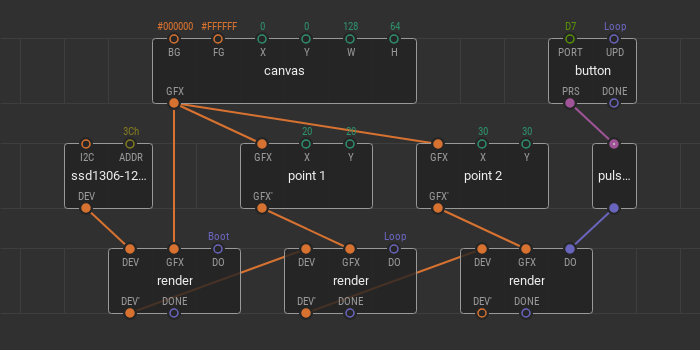 #000000 #FFFFFF 0 0 128 64 D7 Loop
BG FG X Y W H PORT UPD
canvas button
GFX PRS DONE
3Ch 20 20 30 30
I2C ADDR GFX X Y GFX X Y
ssd1306-12... point 1 point 2 puls...
DEV GFX' GFX'
Boot Loop
DEV GFX DO DEV GFX DO DEV GFX DO
render render render
DEV' DONE DEV' DONE DEV' DONE